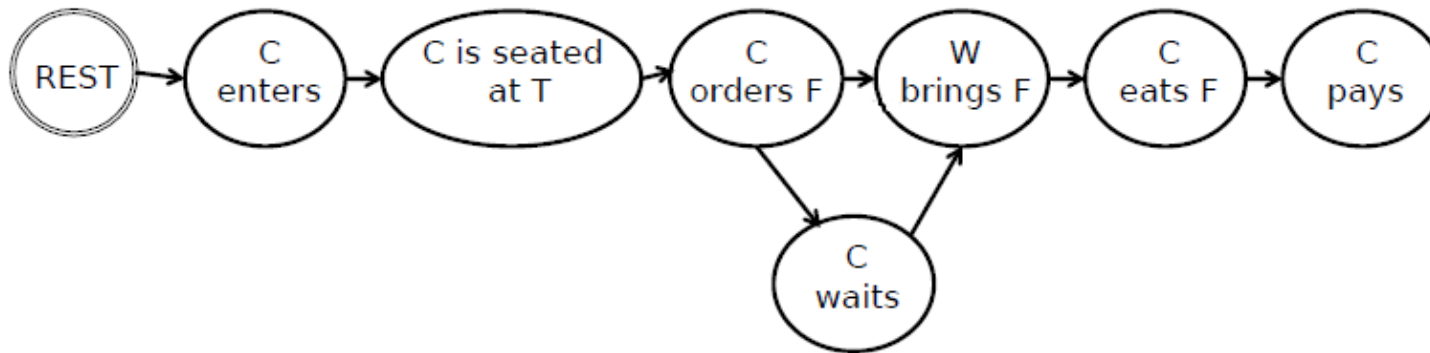 REST
C
enters
C is seated
at T
C
orders F
W
brings F
C
eats F
C
pays
C
waits